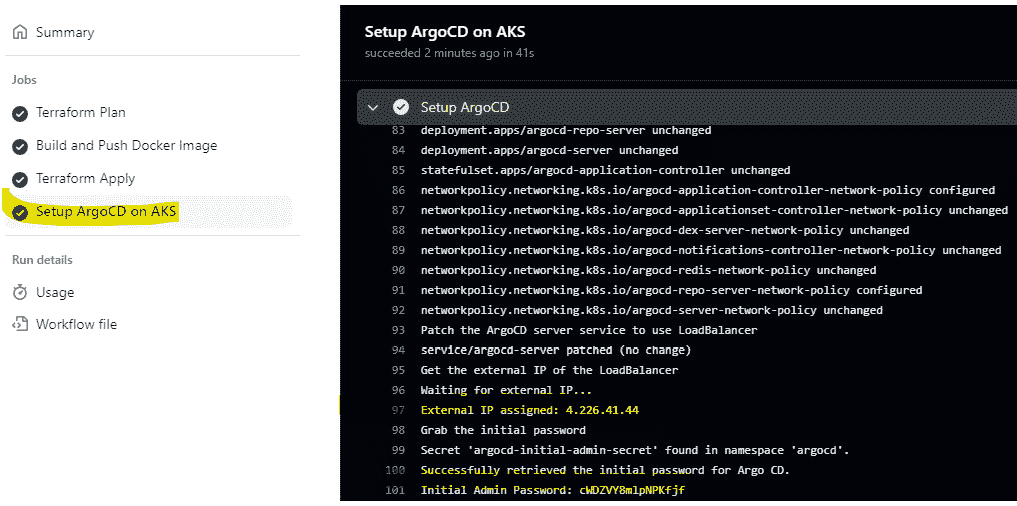 Summary
Jobs
Terraform Plan
Build and Push Docker Image
Terraform Apply
Setup ArgoCD on AKS
Run details
Usage
Workflow file
Setup ArgoCD on AKS
succeeded 2 minutes ago in 41s
Setup ArgoCD
83 deployment.apps/argocd-repo-server unchanged
84 deployment.apps/argocd-server unchanged
85 statefulset.apps/argocd-application-controller unchanged
86 networkpolicy.networking.k8s.io/argocd-application-controller-network-policy configured
87 networkpolicy.networking.k8s.io/argocd-applicationset-controller-network-policy unchanged
88 networkpolicy.networking.k8s.io/argocd-dex-server-network-policy unchanged
89 networkpolicy.networking.k8s.io/argocd-notifications-controller-network-policy unchanged
90 networkpolicy.networking.k8s.io/argocd-redis-network-policy unchanged
91 networkpolicy.networking.k8s.io/argocd-repo-server-network-policy configured
92 networkpolicy.networking.k8s.io/argocd-server-network-policy unchanged
93 Patch the ArgoCD server service to use LoadBalancer
94 service/argocd-server patched (no change)
95 Get the external IP of the LoadBalancer
96 Waiting for external IP...
97 External IP assigned: 4.226.41.44
98 Grab the initial password
99 Secret 'argocd-initial-admin-secret' found in namespace 'argocd'.
100 Successfully retrieved the initial password for Argo CD.
101 Initial Admin Password: cWDZVY8mlpNPKfjf